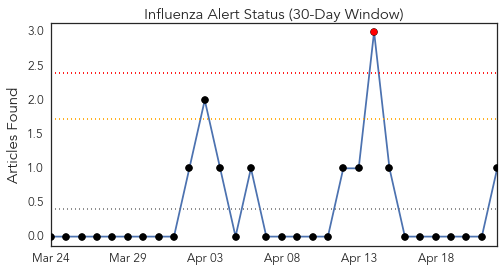 Influenza Alert Status (30-Day Window)
Articles Found
3.0
2.5
2.0
1.5
1.0
0.5
0.0
Mar 24 Mar 29 Apr 03 Apr 08 Apr 13 Apr 18